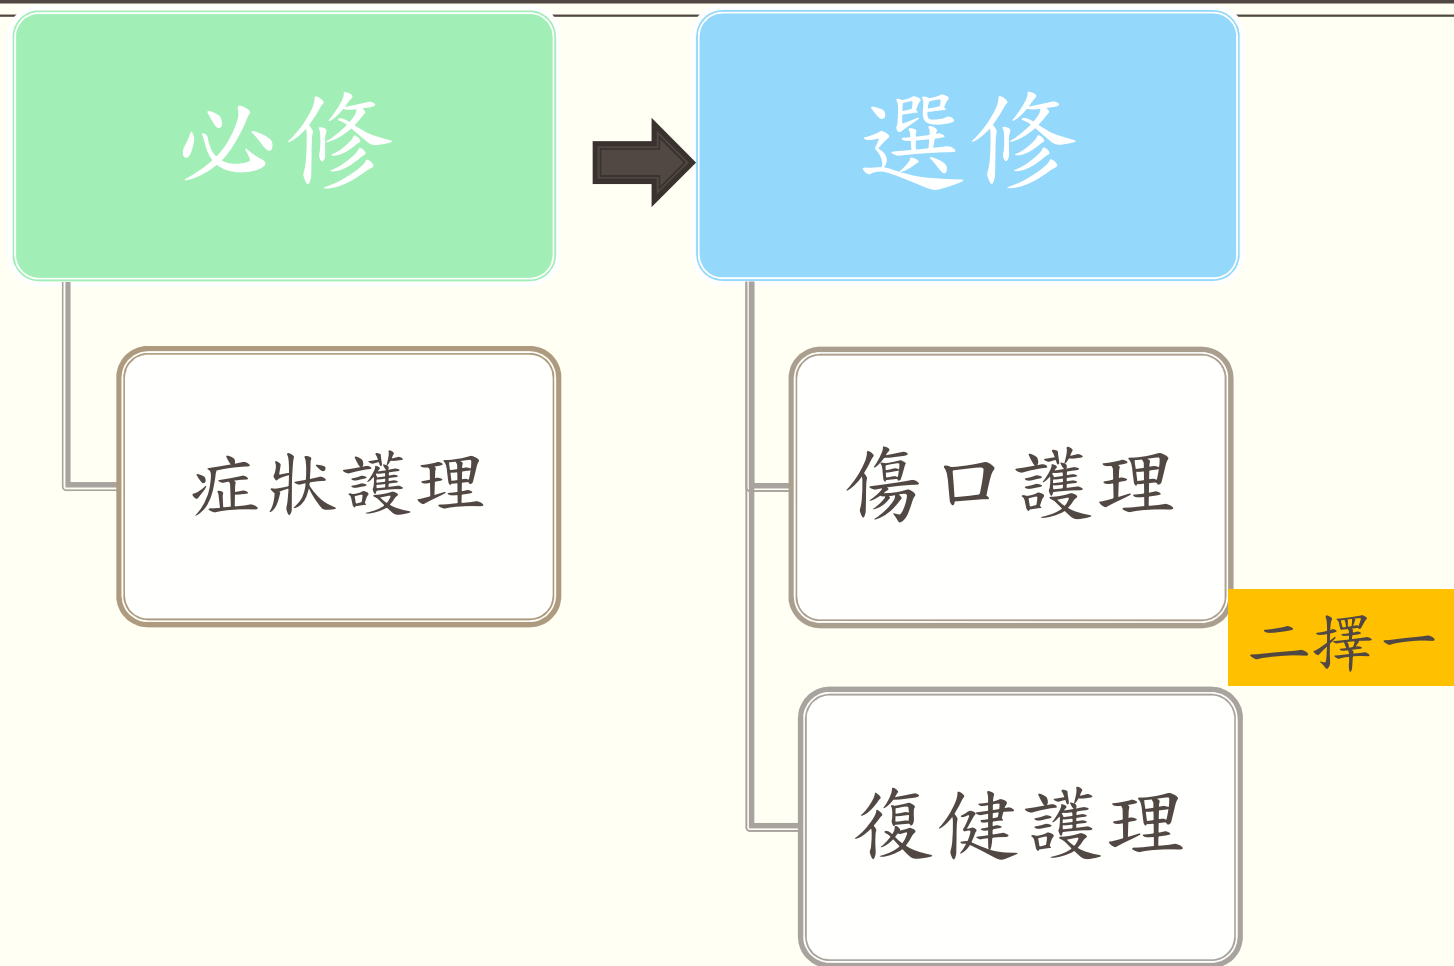 必修
選修
症狀護理
傷口護理
二擇一
復健護理